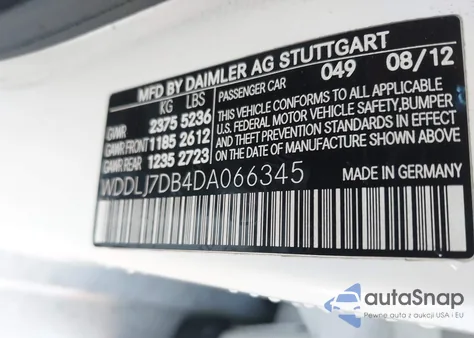 MFD BY DAIMLER AG STUTTGART
KG LBS
GVWR 2375 5236
GAWR FRONT 1185 2612
GAWR REAR 1235 2723
PASSENGER CAR 049 08/12
THIS VEHICLE CONFORMS TO ALL APPLICABLE
U.S. FEDERAL MOTOR VEHICLE SAFETY,BUMPER
AND THEFT PREVENTION STANDARDS IN EFFECT
ON THE DATE OF MANUFACTURE SHOWN ABOVE
WDDLJ7DB4DA066345
MADE IN
GERMANY
autoSnap
Pewne auta z aukcji USA i EU